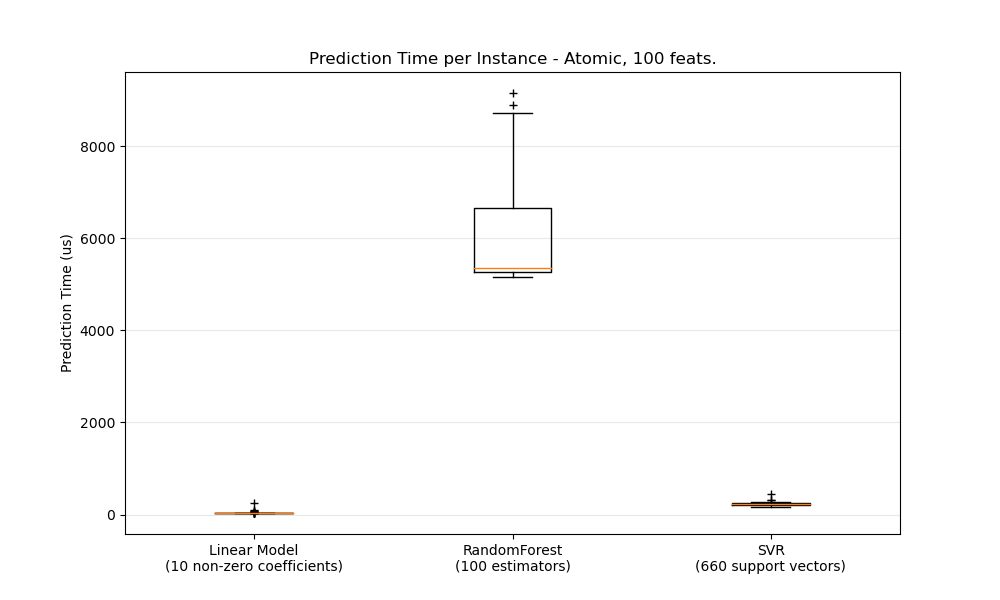 Prediction Time per Instance - Atomic, 100 feats.
Prediction Time (us)
8000
6000
4000
2000
0
Linear Model
(10 non-zero coefficients)
RandomForest
(100 estimators)
SVR
(660 support vectors)